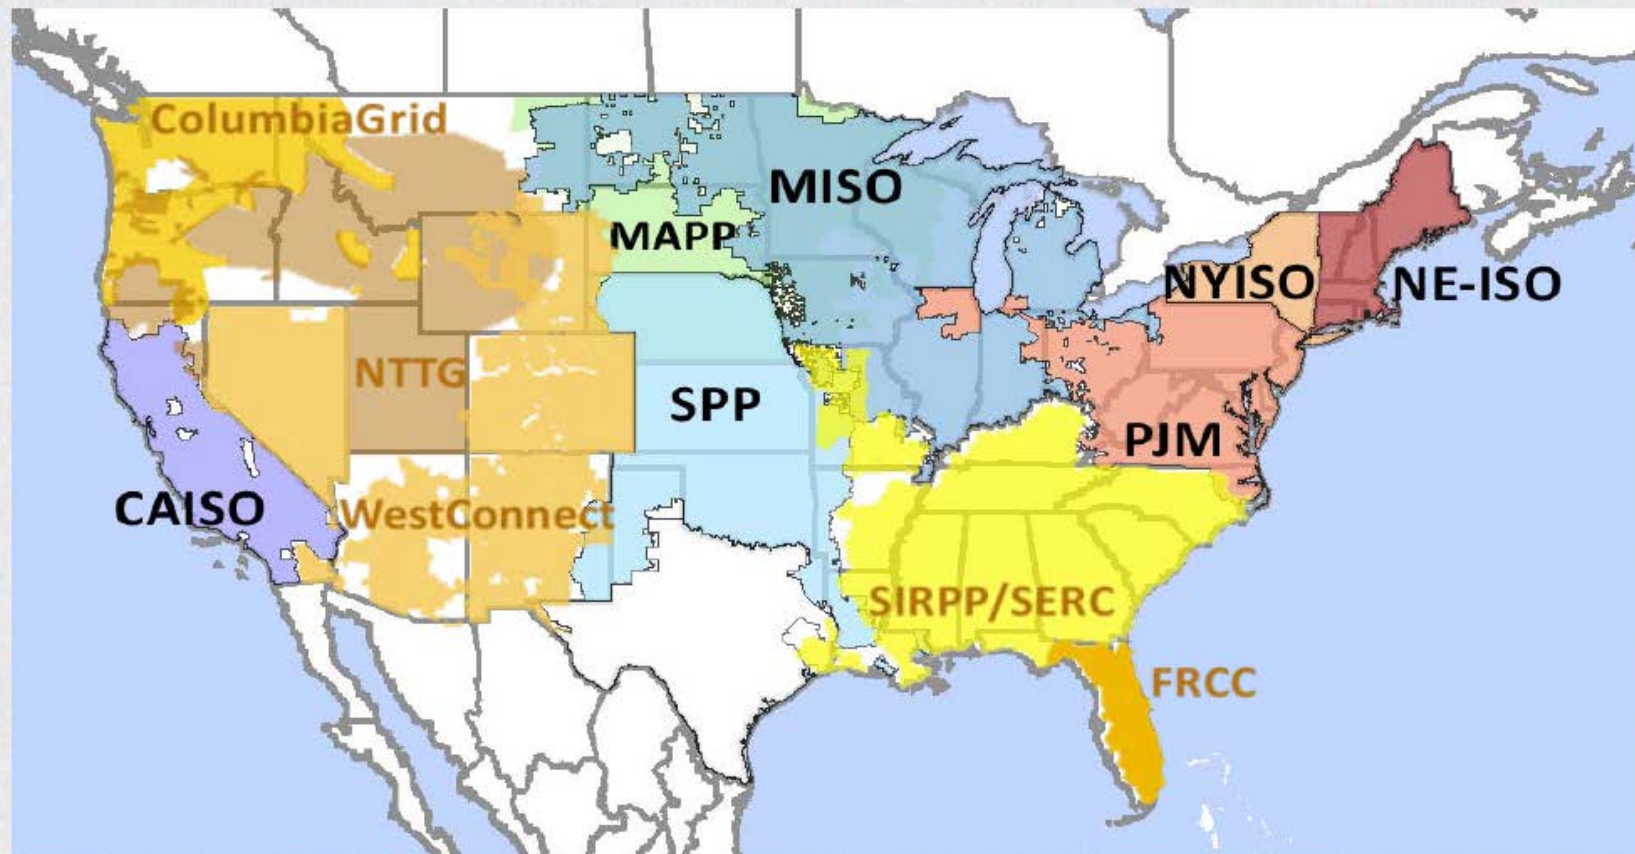 ColumbiaGrid
MISO
MAPP
NYISO
NE-ISO
NTTG
SPP
PJM
CAISO
WestConnect
SIRPP/SERC
FRCC